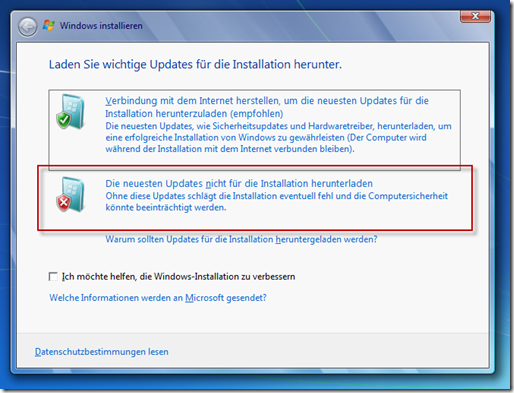 Windows installieren
Laden Sie wichtige Updates für die Installation herunter.
Verbindung mit dem Internet herstellen, um die neuesten Updates für die
Installation herunterzuladen (empfohlen)
Die neuesten Updates, wie Sicherheitsupdates und Hardwaretreiber, herunterladen, um
eine erfolgreiche Installation von Windows zu gewährleisten (Der Computer wird
während der Installation mit dem Internet verbunden bleiben).
Die neuesten Updates nicht für die Installation herunterladen
Ohne diese Updates schlägt die Installation eventuell fehl und die Computersicherheit
könnte beeinträchtigt werden.
Warum sollten Updates für die Installation heruntergeladen werden?
Ich möchte helfen, die Windows-Installation zu verbessern
Welche Informationen werden an Microsoft gesendet?
Datenschutzbestimmungen lesen